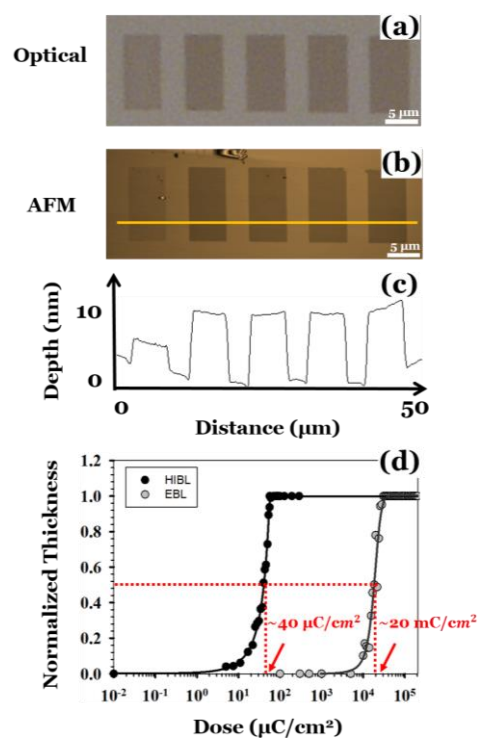 (a)
Optical
5 µm
(b)
AFM
5 µm
(c)
Depth (nm)
10
0
0
50
Distance (µm)
(d)
Normalized Thickness
1.2
1.0
0.8
0.6
0.4
0.2
0.0
HIBL
EBL
~40 µC/cm²
~20 mC/cm²
10⁻² 10⁻¹ 10⁰ 10¹ 10² 10³ 10⁴ 10⁵
Dose (µC/cm²)